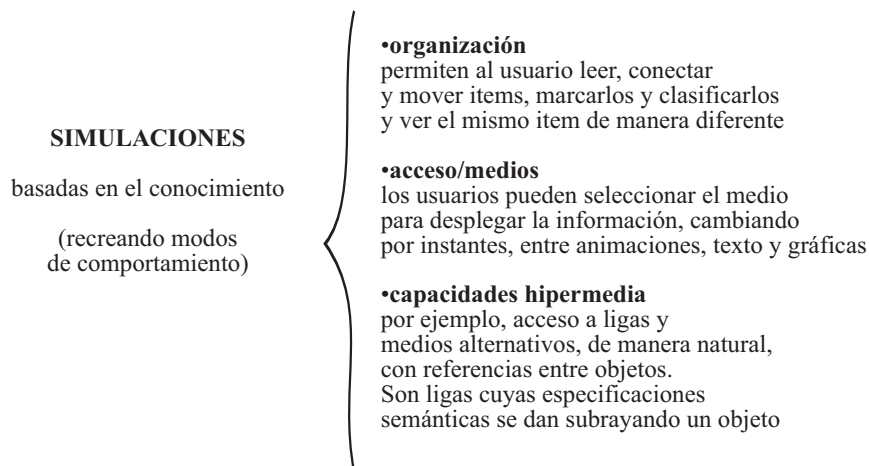 SIMULACIONES
basadas en el conocimiento
(recreando modos
de comportamiento)
•organización
permiten al usuario leer, conectar
y mover items, marcarlos y clasificarlos
y ver el mismo item de manera diferente
•acceso/medios
los usuarios pueden seleccionar el medio
para desplegar la información, cambiando
por instantes, entre animaciones, texto y gráficas
•capacidades hipermedia
por ejemplo, acceso a ligas y
medios alternativos, de manera natural,
con referencias entre objetos.
Son ligas cuyas especificaciones
semánticas se dan subrayando un objeto